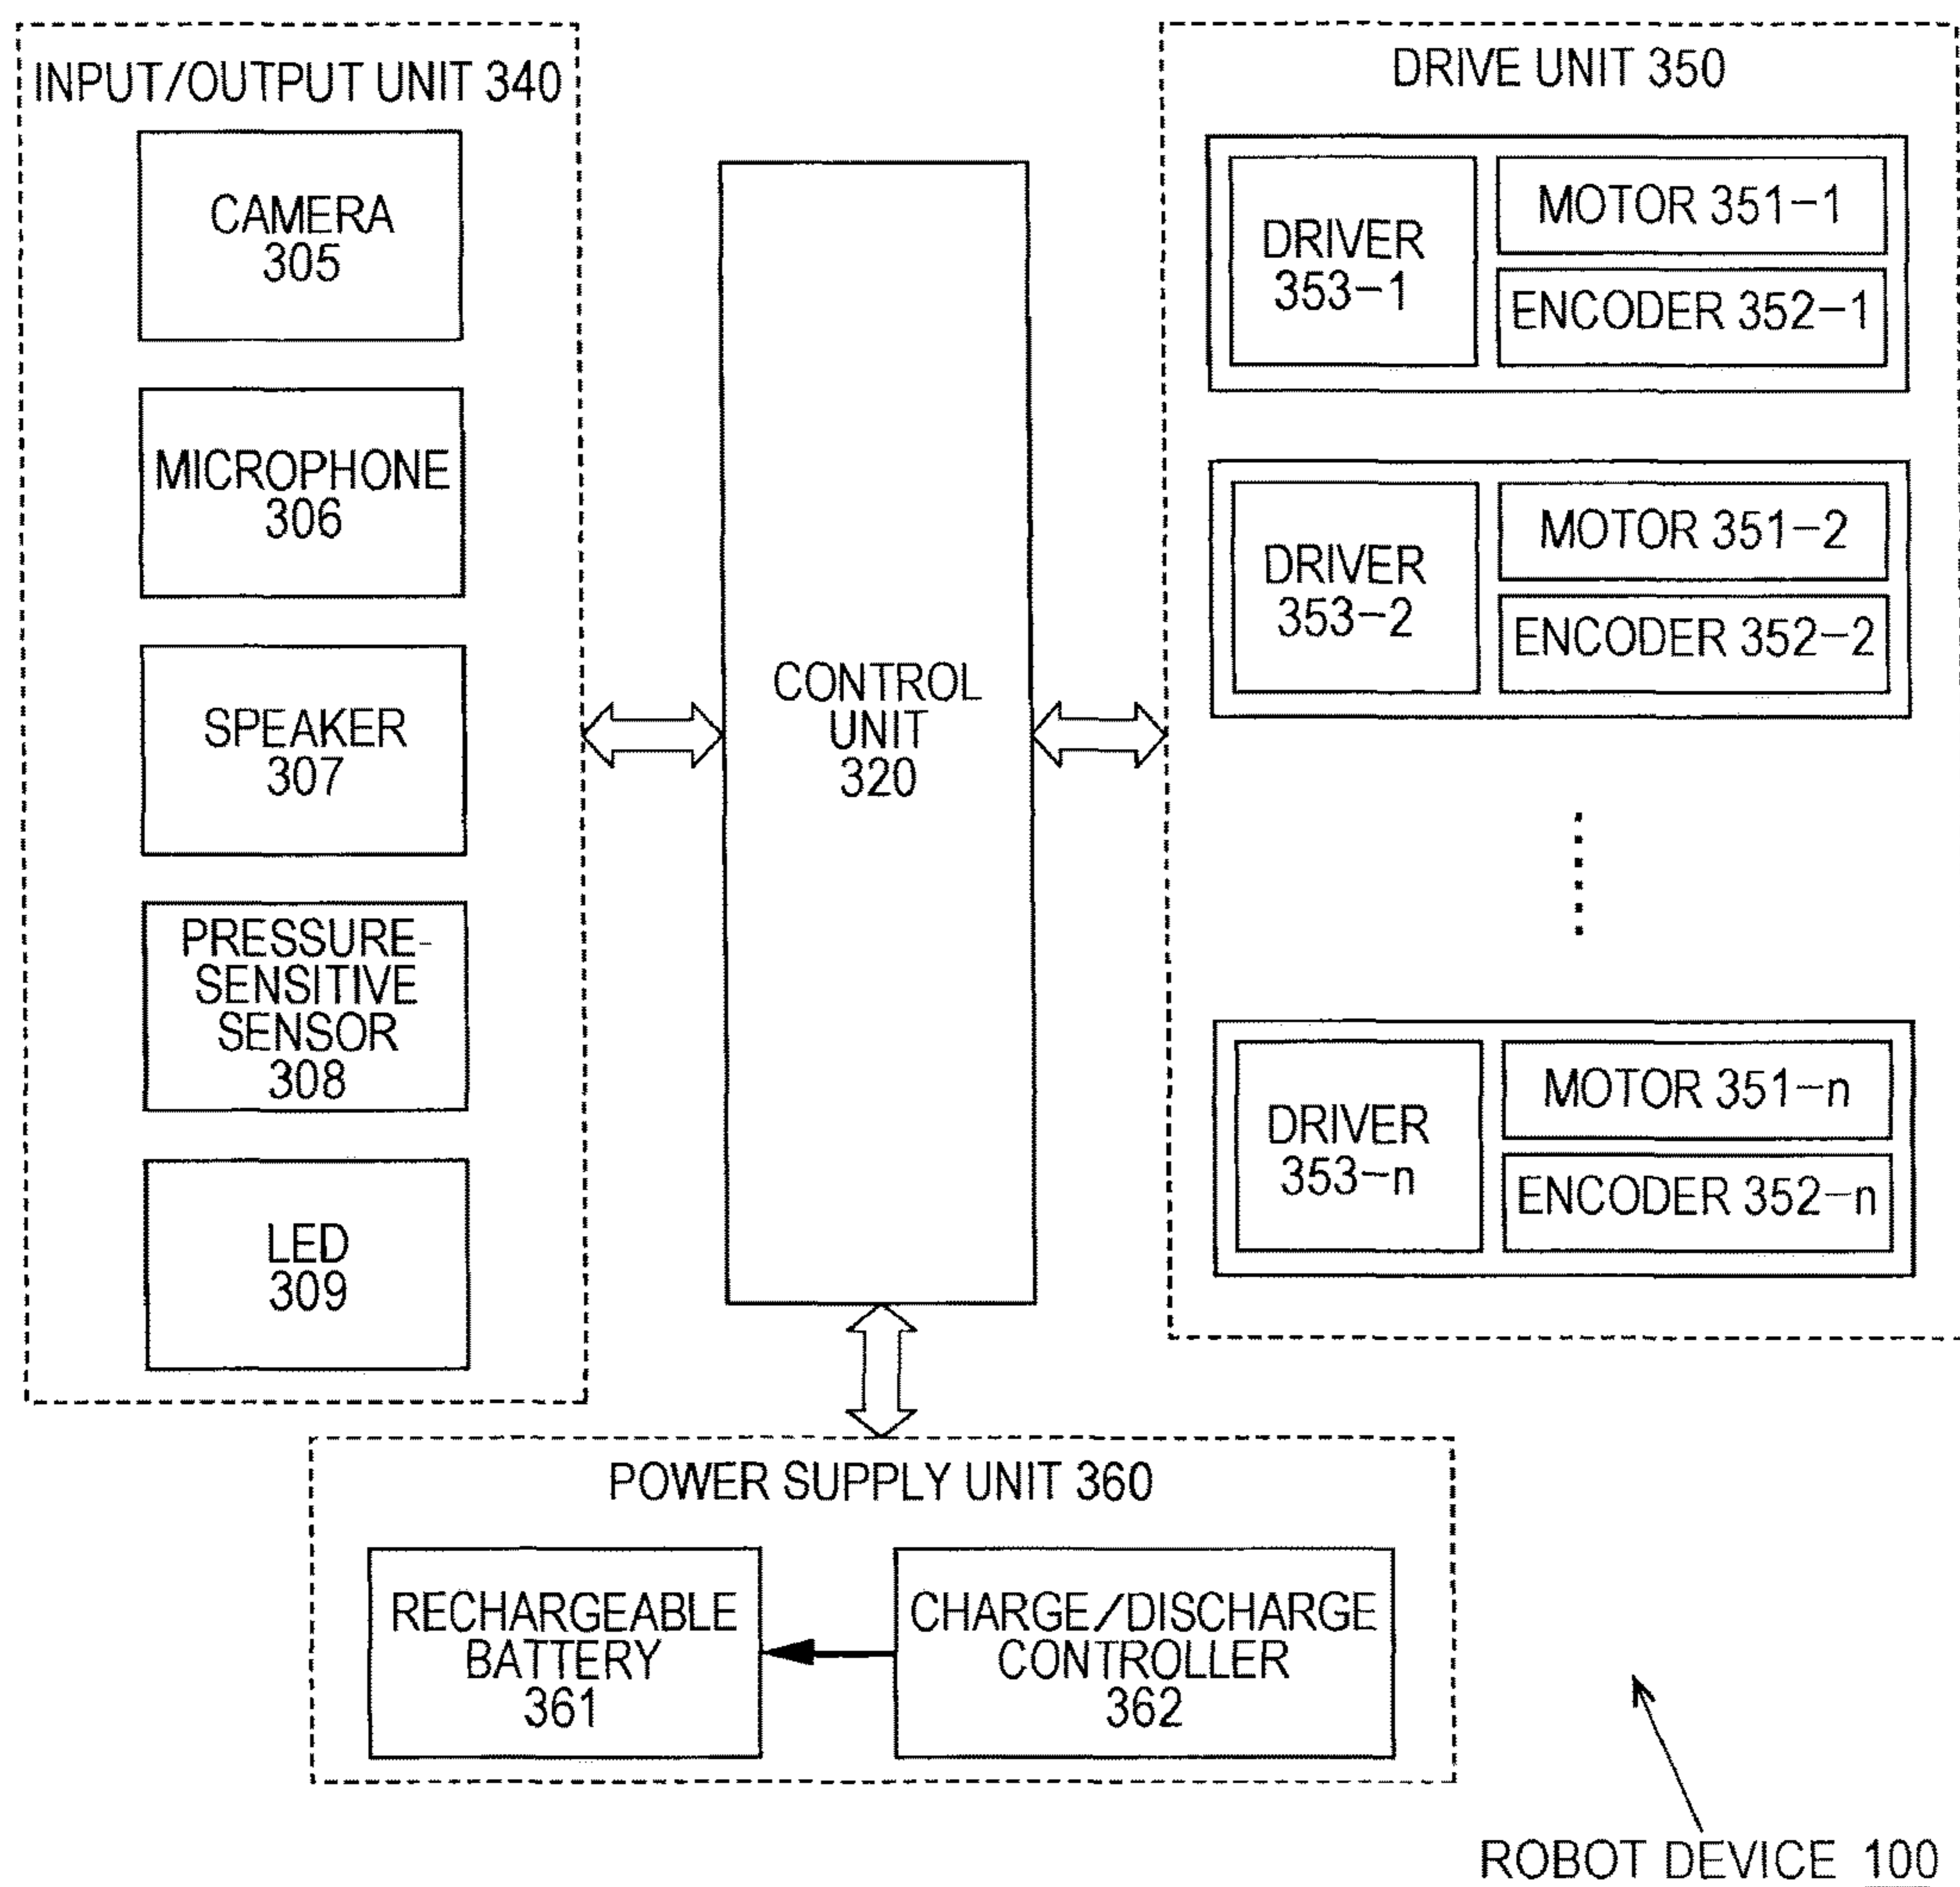 INPUT/OUTPUT UNIT 340
CAMERA
305
MICROPHONE
306
SPEAKER
307
PRESSURE-
SENSITIVE
SENSOR
308
LED
309
CONTROL
UNIT
320
DRIVE UNIT 350
DRIVER
353-1
MOTOR 351-1
ENCODER 352-1
DRIVER
353-2
MOTOR 351-2
ENCODER 352-2
DRIVER
353-n
MOTOR 351-n
ENCODER 352-n
POWER SUPPLY UNIT 360
RECHARGEABLE
BATTERY
361
CHARGE/DISCHARGE
CONTROLLER
362
ROBOT DEVICE 100